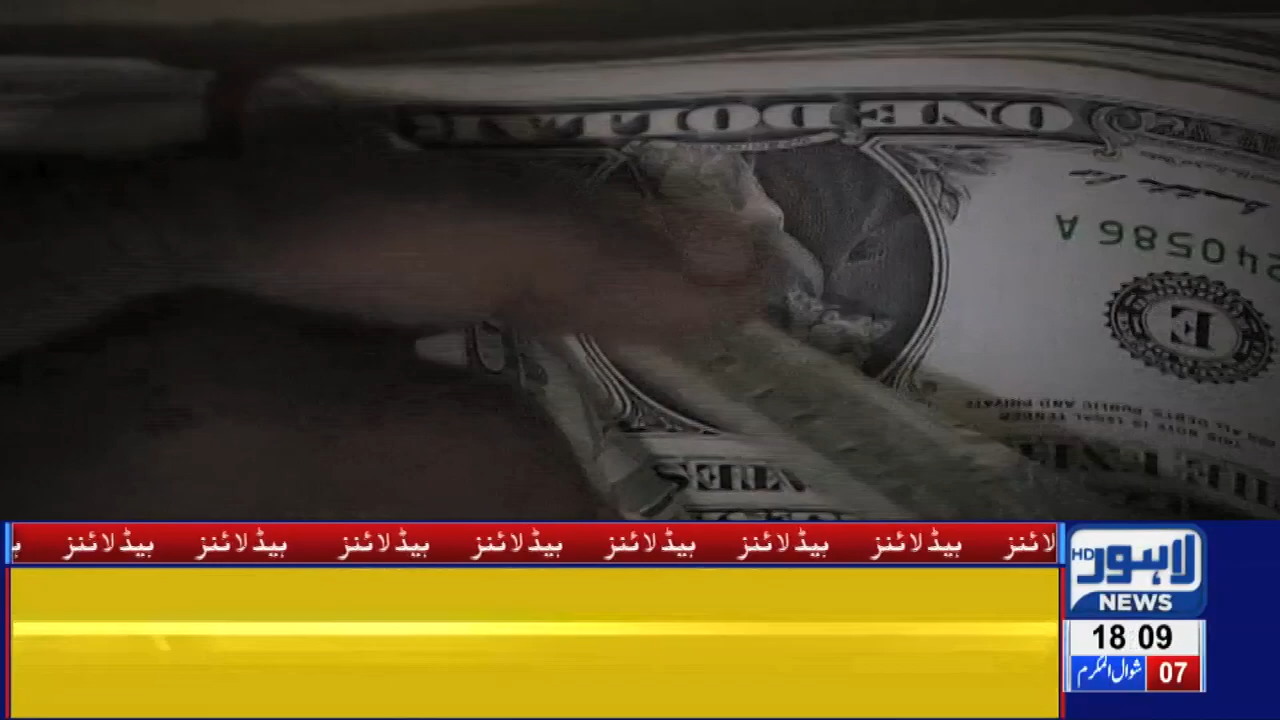 ONE DOLLAR
240586 A
E
THIS NOTE IS LEGAL TENDER
FOR ALL DEBTS, PUBLIC AND PRIVATE
ہیڈلائنز ہیڈلائنز ہیڈلائنز ہیڈلائنز ہیڈلائنز ہیڈلائنز ہیڈلائنز ہیڈلائنز
لاہور HD
NEWS
18 09
شوال المکرم 07